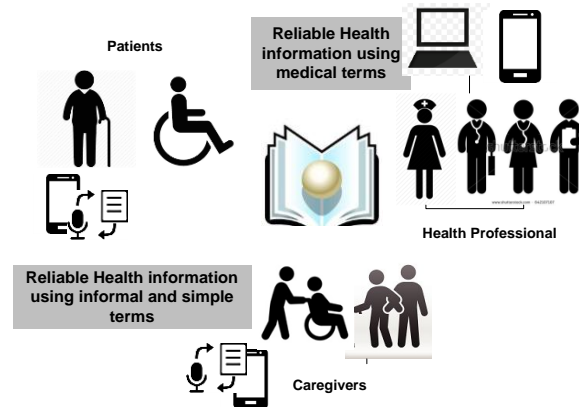 Patients
Reliable Health
information using
medical terms
Health Professional
Reliable Health information
using informal and simple
terms
Caregivers